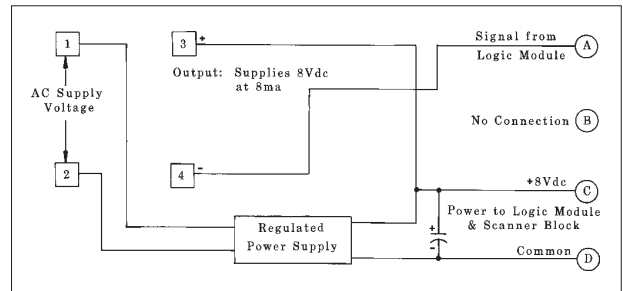 1
3
+
Signal from
Logic Module
A
Output: Supplies 8Vdc
at 8ma
AC Supply
Voltage
No Connection
B
2
4
-
+8Vdc
C
Regulated
Power Supply
+
-
Power to Logic Module
& Scanner Block
Common
D